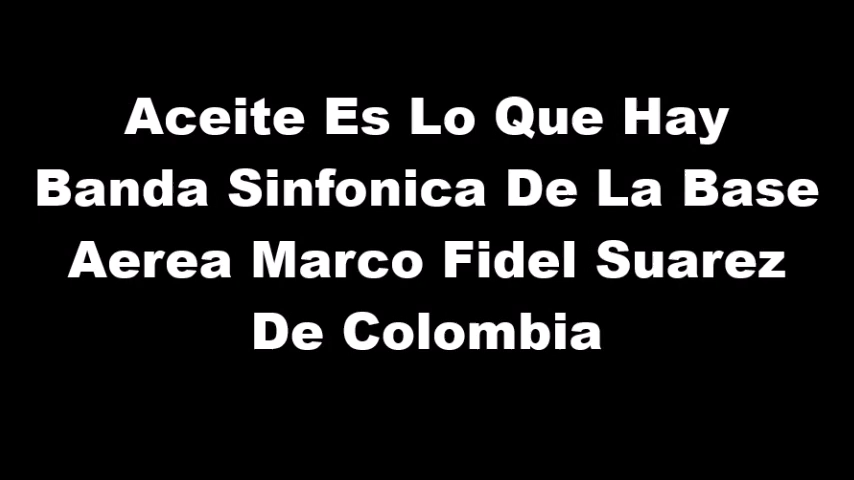 Aceite Es Lo Que Hay
Banda Sinfonica De La Base
Aerea Marco Fidel Suarez
De Colombia